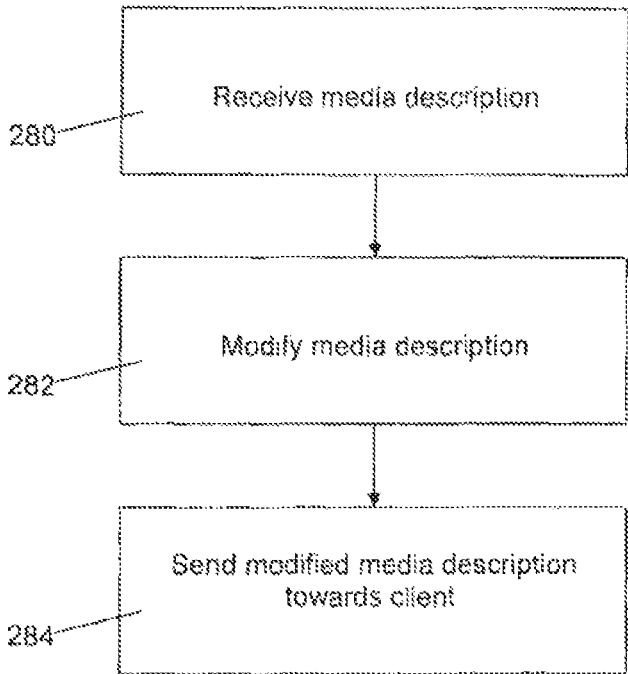 Receive media description
280
Modify media description
282
Send modified media description
towards client
284